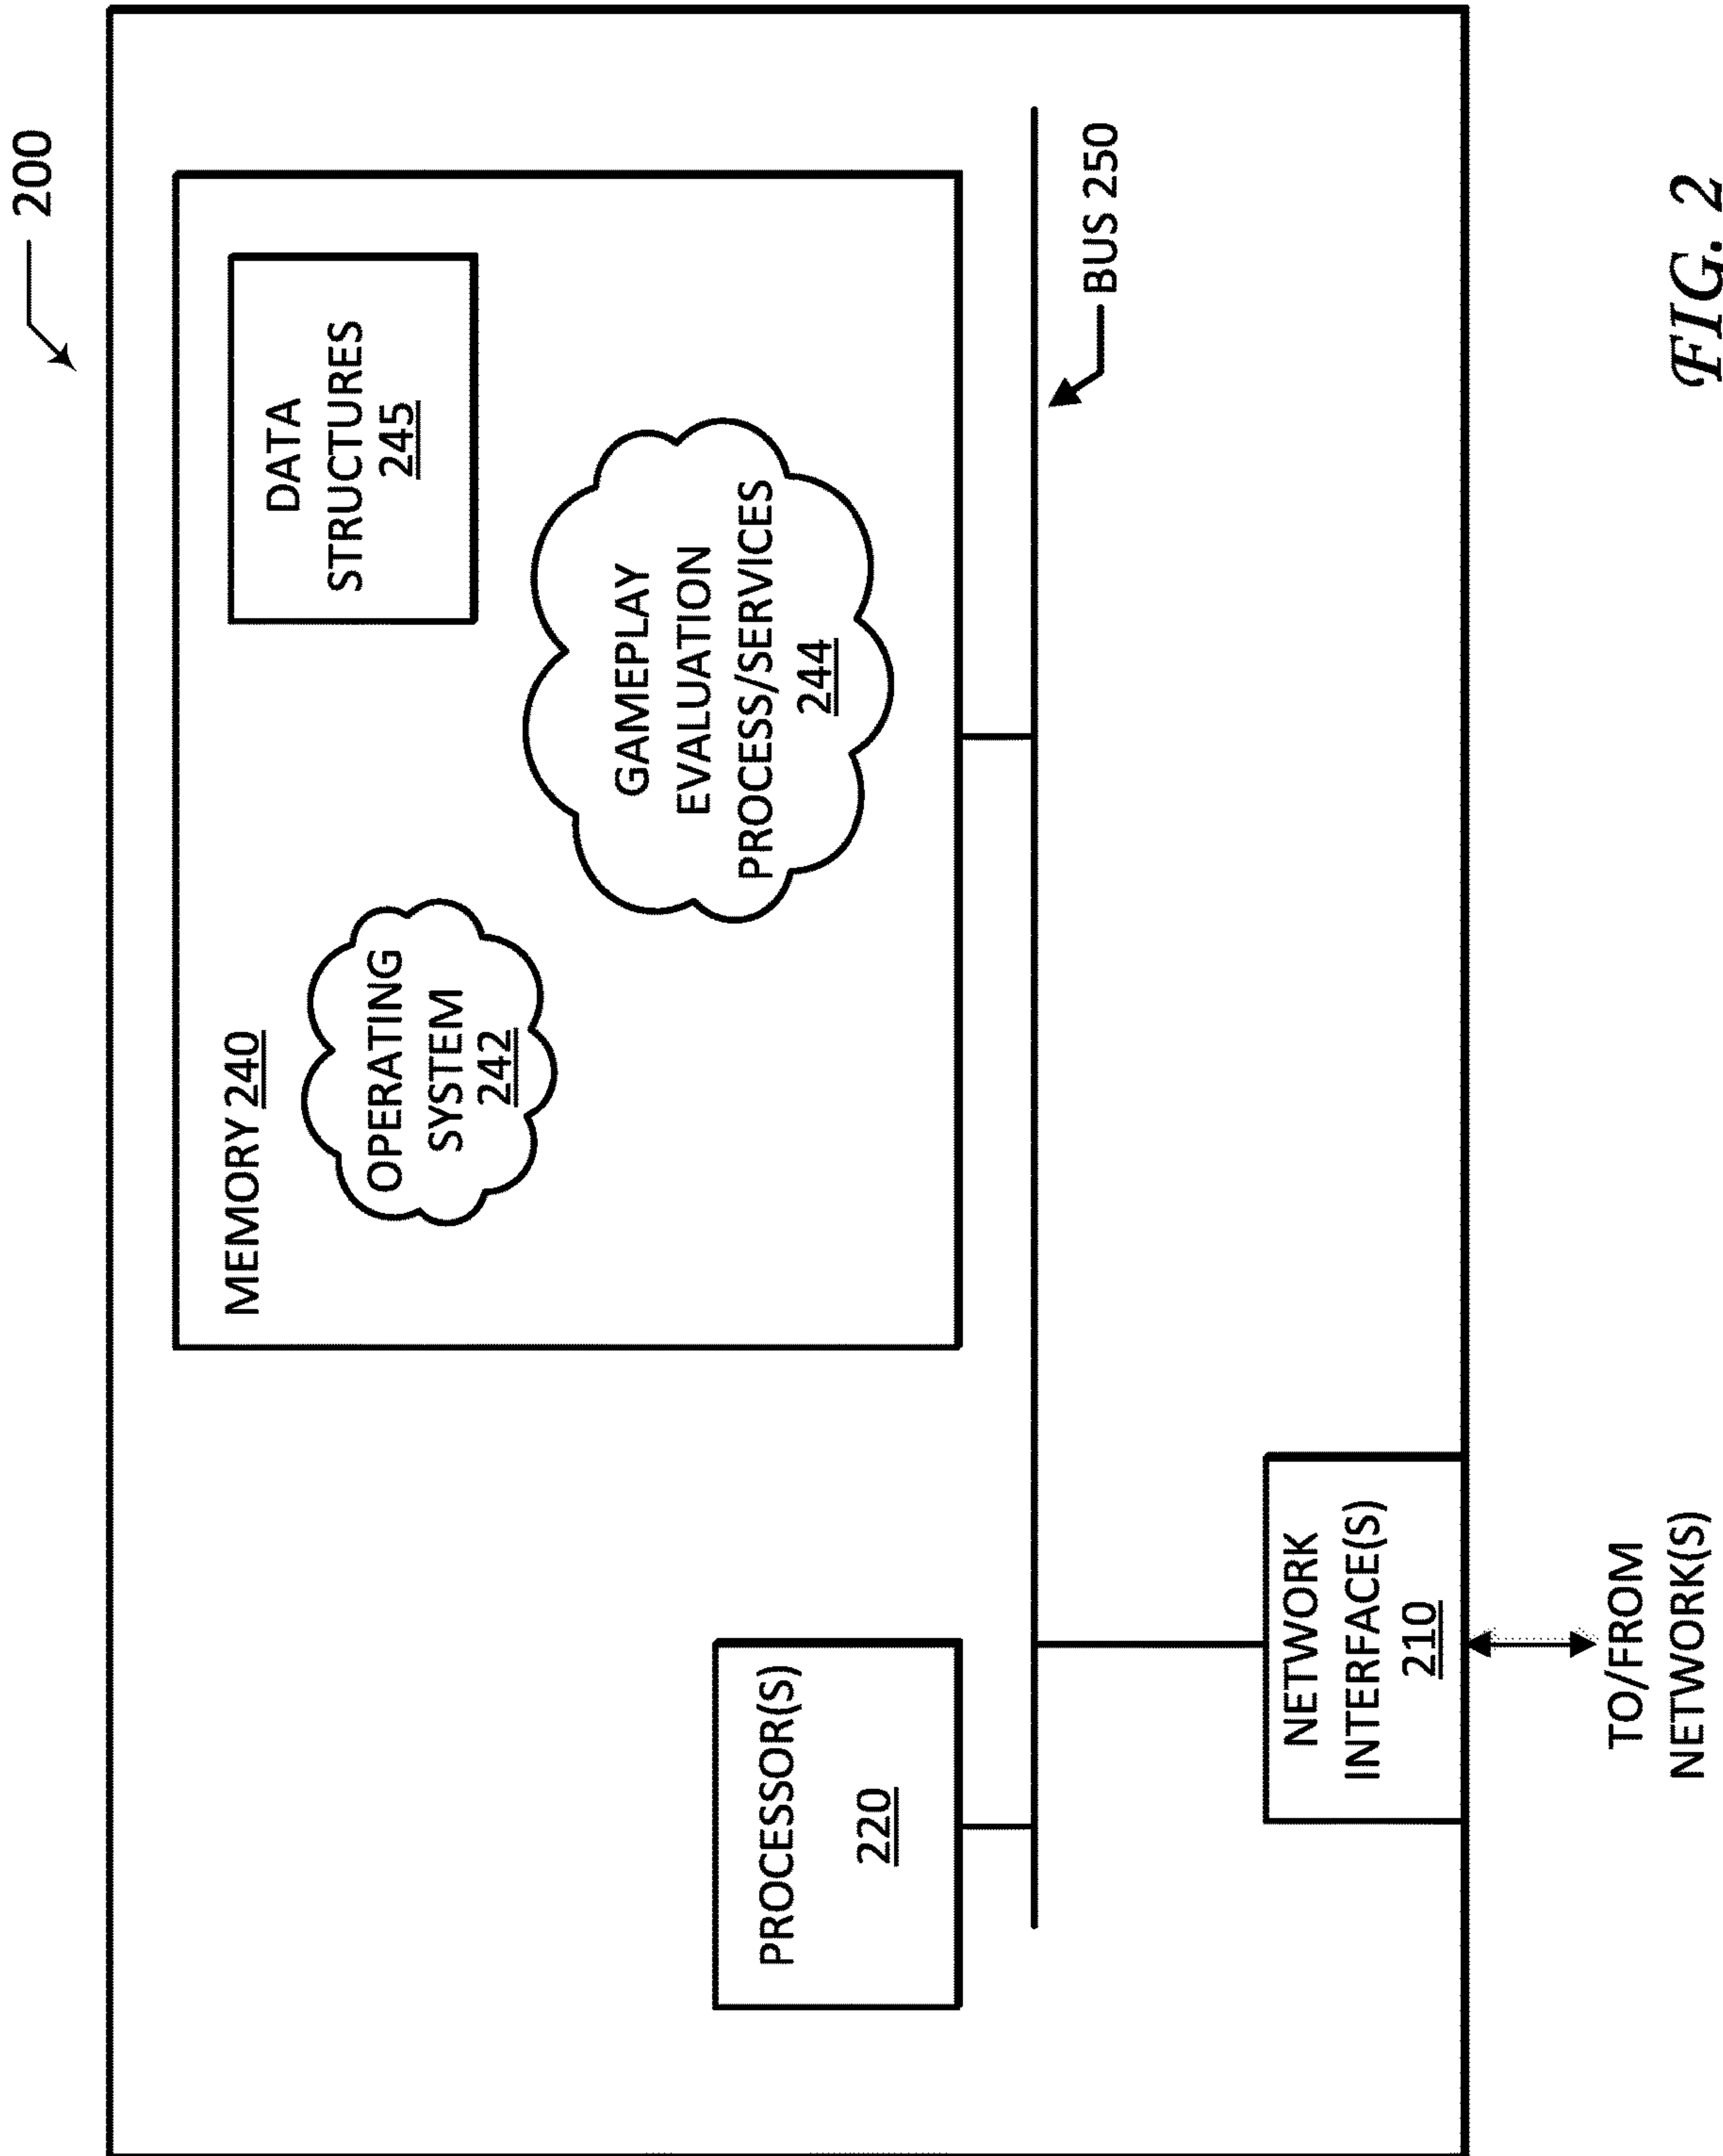 200
MEMORY 240
DATA
STRUCTURES
245
OPERATING
SYSTEM
242
GAMEPLAY
EVALUATION
PROCESS/SERVICES
244
PROCESSOR(S)
220
BUS 250
NETWORK
INTERFACE(S)
210
TO/FROM
NETWORK(S)
FIG. 2